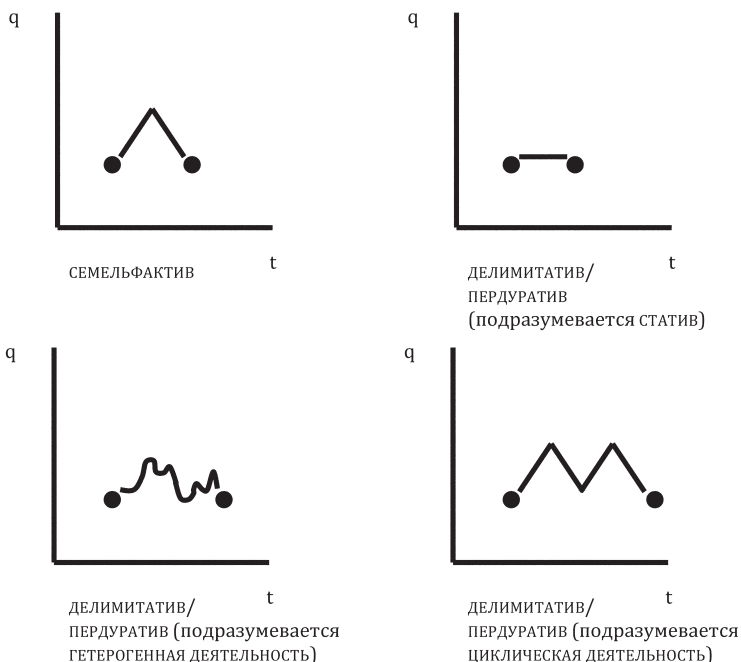 q
q
t
СЕМЕЛЬФАКТИВ
t
ДЕЛИМИТАТИВ/
ПЕРДУРАТИВ
(подразумевается СТАТИВ)
q
q
t
ДЕЛИМИТАТИВ/
ПЕРДУРАТИВ (подразумевается
ГЕТЕРОГЕННАЯ ДЕЯТЕЛЬНОСТЬ)
t
ДЕЛИМИТАТИВ/
ПЕРДУРАТИВ (подразумевается
ЦИКЛИЧЕСКАЯ ДЕЯТЕЛЬНОСТЬ)